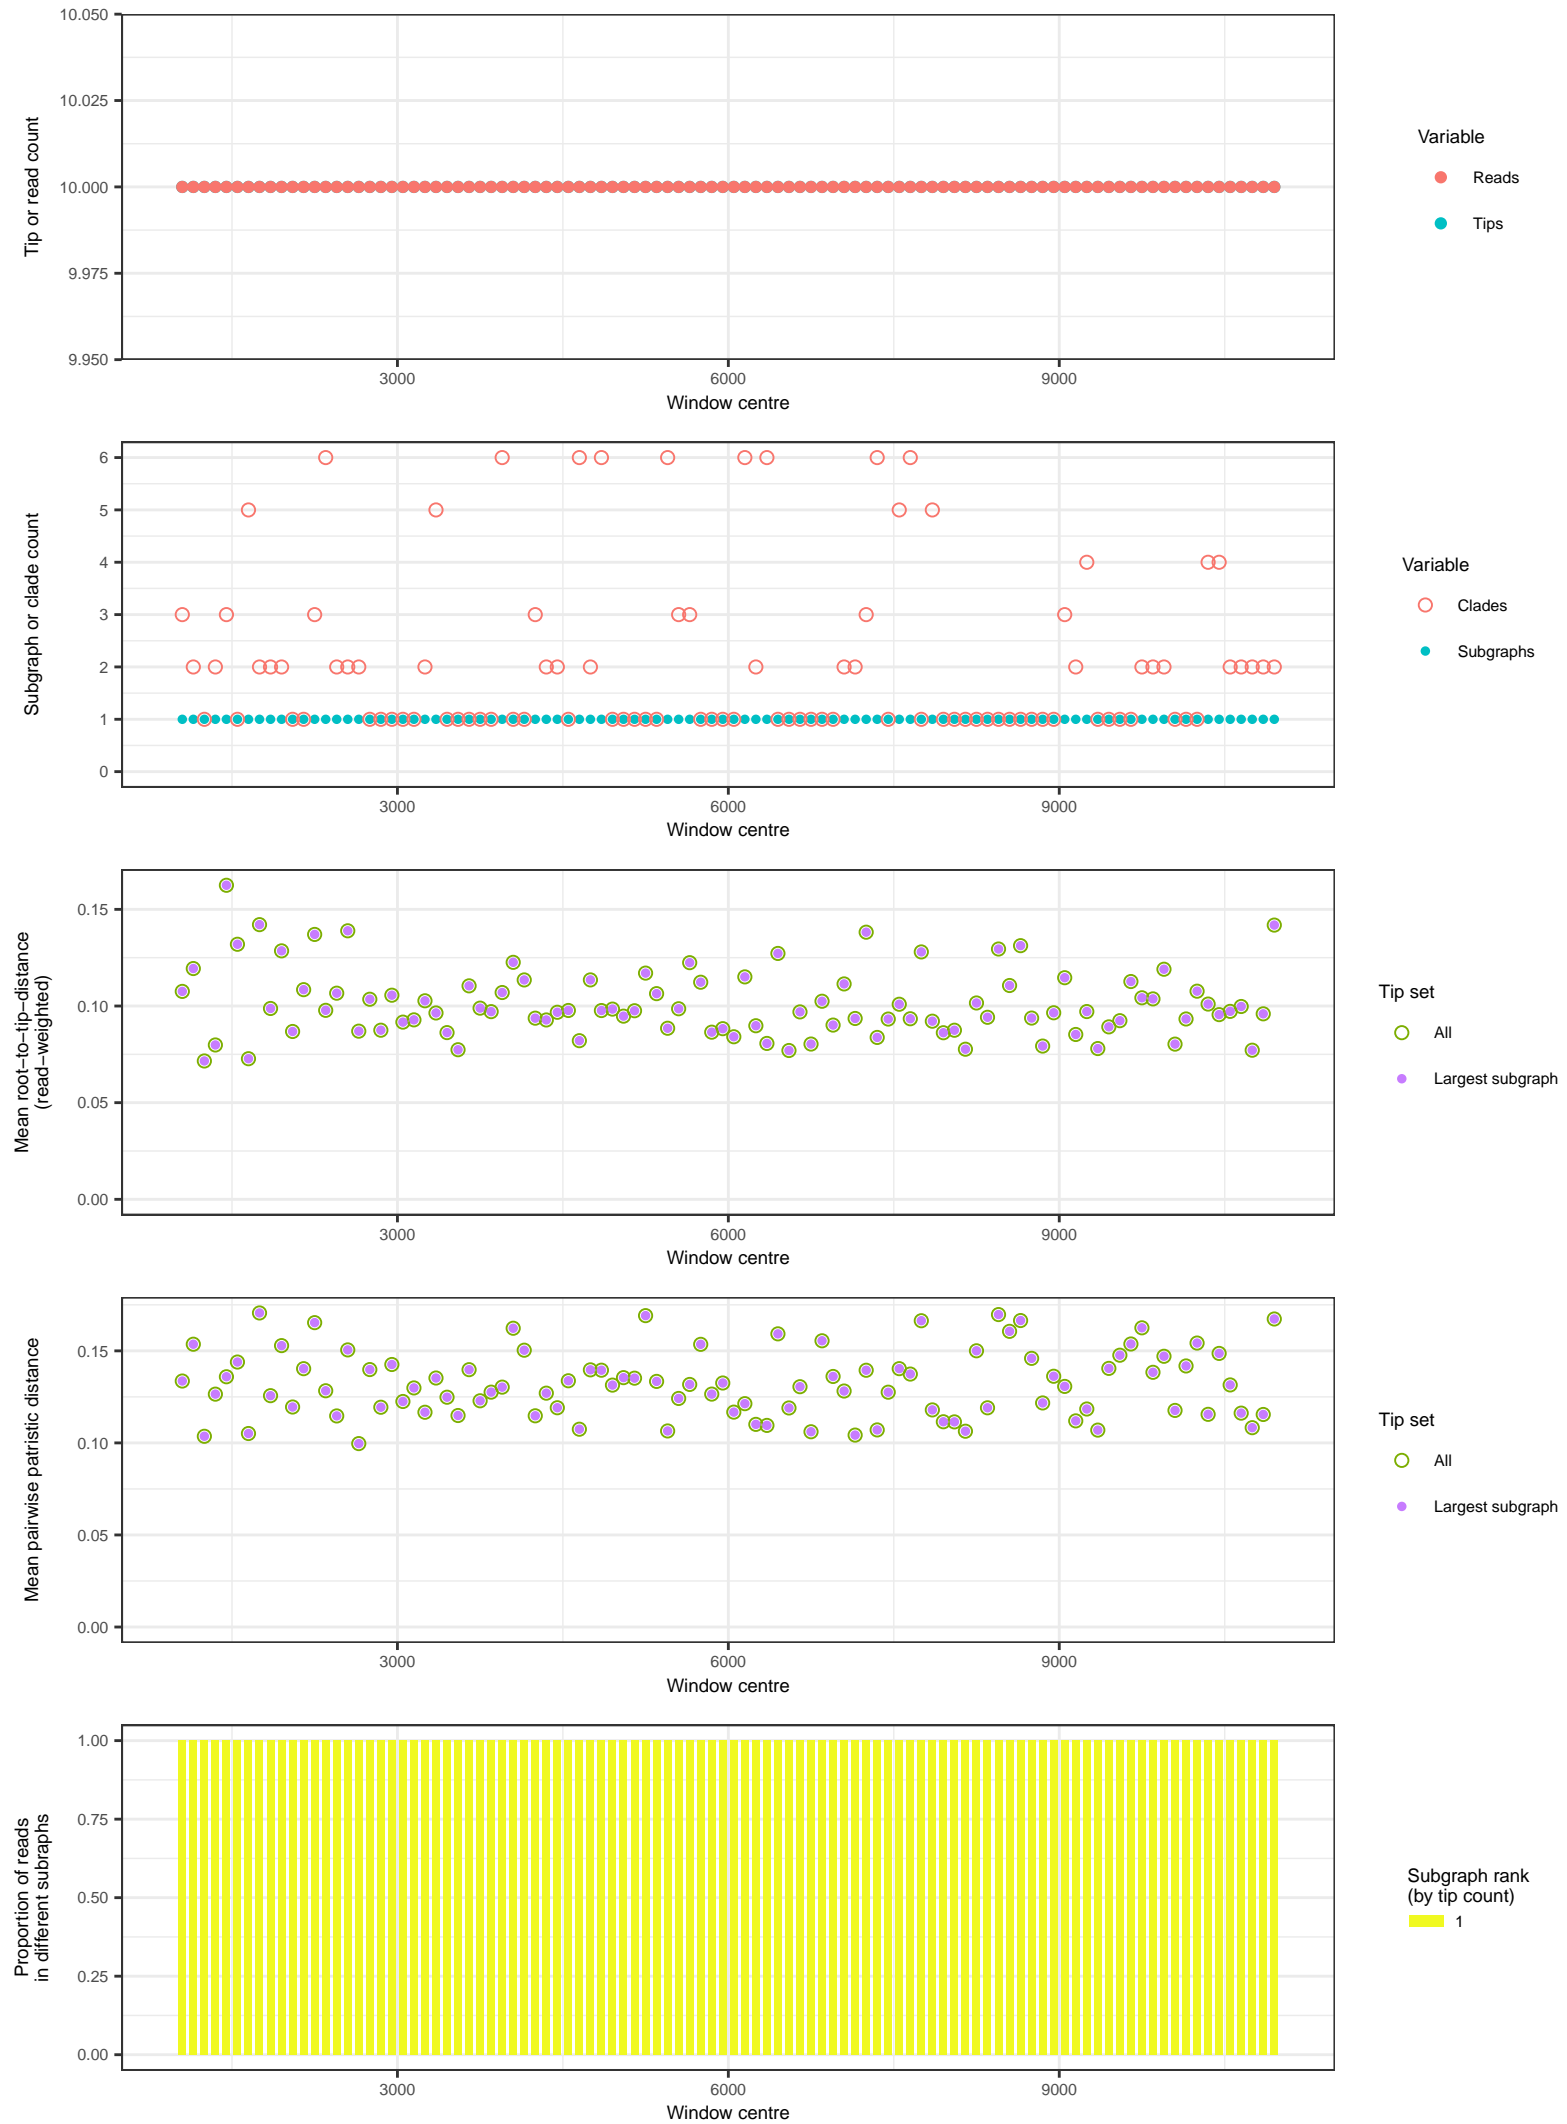 10.050
10.025
10.000
9.975
9.950
Tip or read count
3000 6000 9000
Window centre
Variable
Reads
Tips
6
5
4
3
2
1
0
Subgraph or clade count
3000 6000 9000
Window centre
Variable
Clades
Subgraphs
0.15
0.10
0.05
0.00
Mean root−to−tip−distance
(read−weighted)
3000 6000 9000
Window centre
Tip set
All
Largest subgraph
0.15
0.10
0.05
0.00
Mean pairwise patristic distance
3000 6000 9000
Window centre
Tip set
All
Largest subgraph
1.00
0.75
0.50
0.25
0.00
Proportion of reads
in different subraphs
3000 6000 9000
Window centre
Subgraph rank
(by tip count)
1